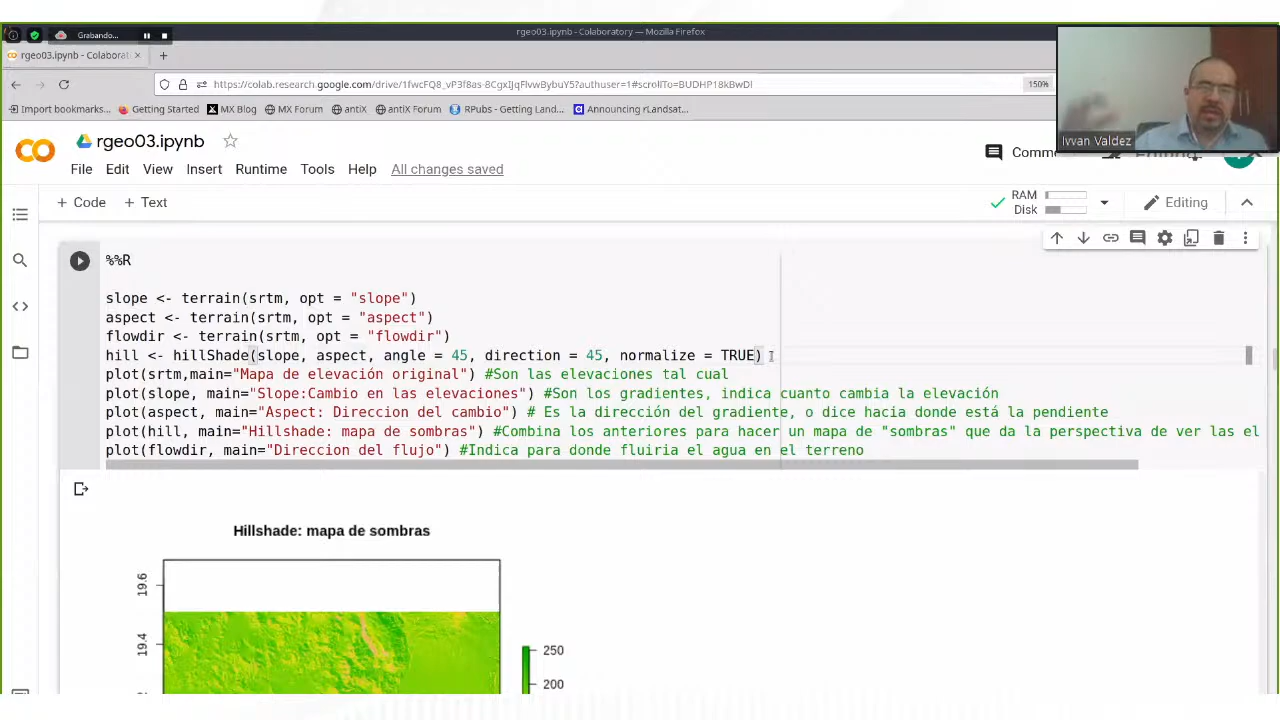 Grabando...
rgeo03.ipynb - Colaboratory — Mozilla Firefox
rgeo03.ipynb - Colaborat
https://colab.research.google.com/drive/1fwcFQ8_vP3f8as-8CgxIJqFlvwBybuY5?authuser=1#scrollTo=BUDHP18kBwDl
150%
Import bookmarks...
Getting Started
MX Blog
MX Forum
antiX
antiX Forum
RPubs - Getting Land...
Announcing rLandsat...
Ivvan Valdez
rgeo03.ipynb
File Edit View Insert Runtime Tools Help All changes saved
+ Code + Text
RAM
Disk
Editing
%%R
slope <- terrain(srtm, opt = "slope")
aspect <- terrain(srtm, opt = "aspect")
flowdir <- terrain(srtm, opt = "flowdir")
hill <- hillShade(slope, aspect, angle = 45, direction = 45, normalize = TRUE)
plot(srtm,main="Mapa de elevación original") #Son las elevaciones tal cual
plot(slope, main="Slope:Cambio en las elevaciones") #Son los gradientes, indica cuanto cambia la elevación
plot(aspect, main="Aspect: Direccion del cambio") # Es la dirección del gradiente, o dice hacia donde está la pendiente
plot(hill, main="Hillshade: mapa de sombras") #Combina los anteriores para hacer un mapa de "sombras" que da la perspectiva de ver las el
plot(flowdir, main="Direccion del flujo") #Indica para donde fluiria el agua en el terreno
Hillshade: mapa de sombras
19.6
19.4
250
200